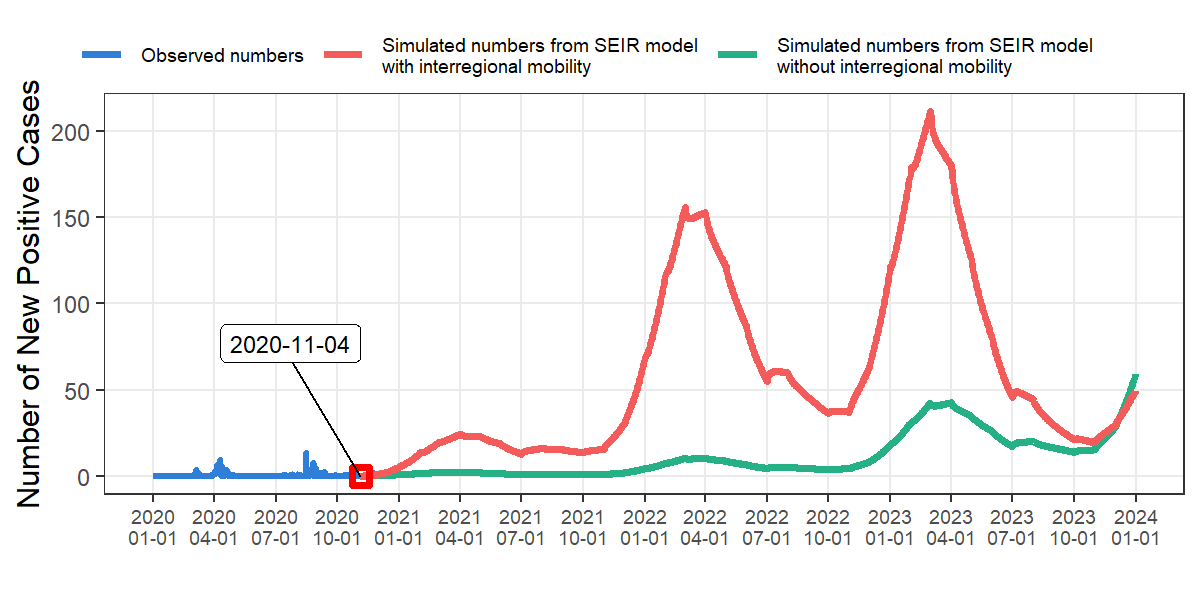 Observed numbers
Simulated numbers from SEIR model
with interregional mobility
Simulated numbers from SEIR model
without interregional mobility
Number of New Positive Cases
200
150
100
50
0
2020-11-04
2020 2020 2020 2020 2021 2021 2021 2021 2022 2022 2022 2022 2023 2023 2023 2023 2024
01-01 04-01 07-01 10-01 01-01 04-01 07-01 10-01 01-01 04-01 07-01 10-01 01-01 04-01 07-01 10-01 01-01